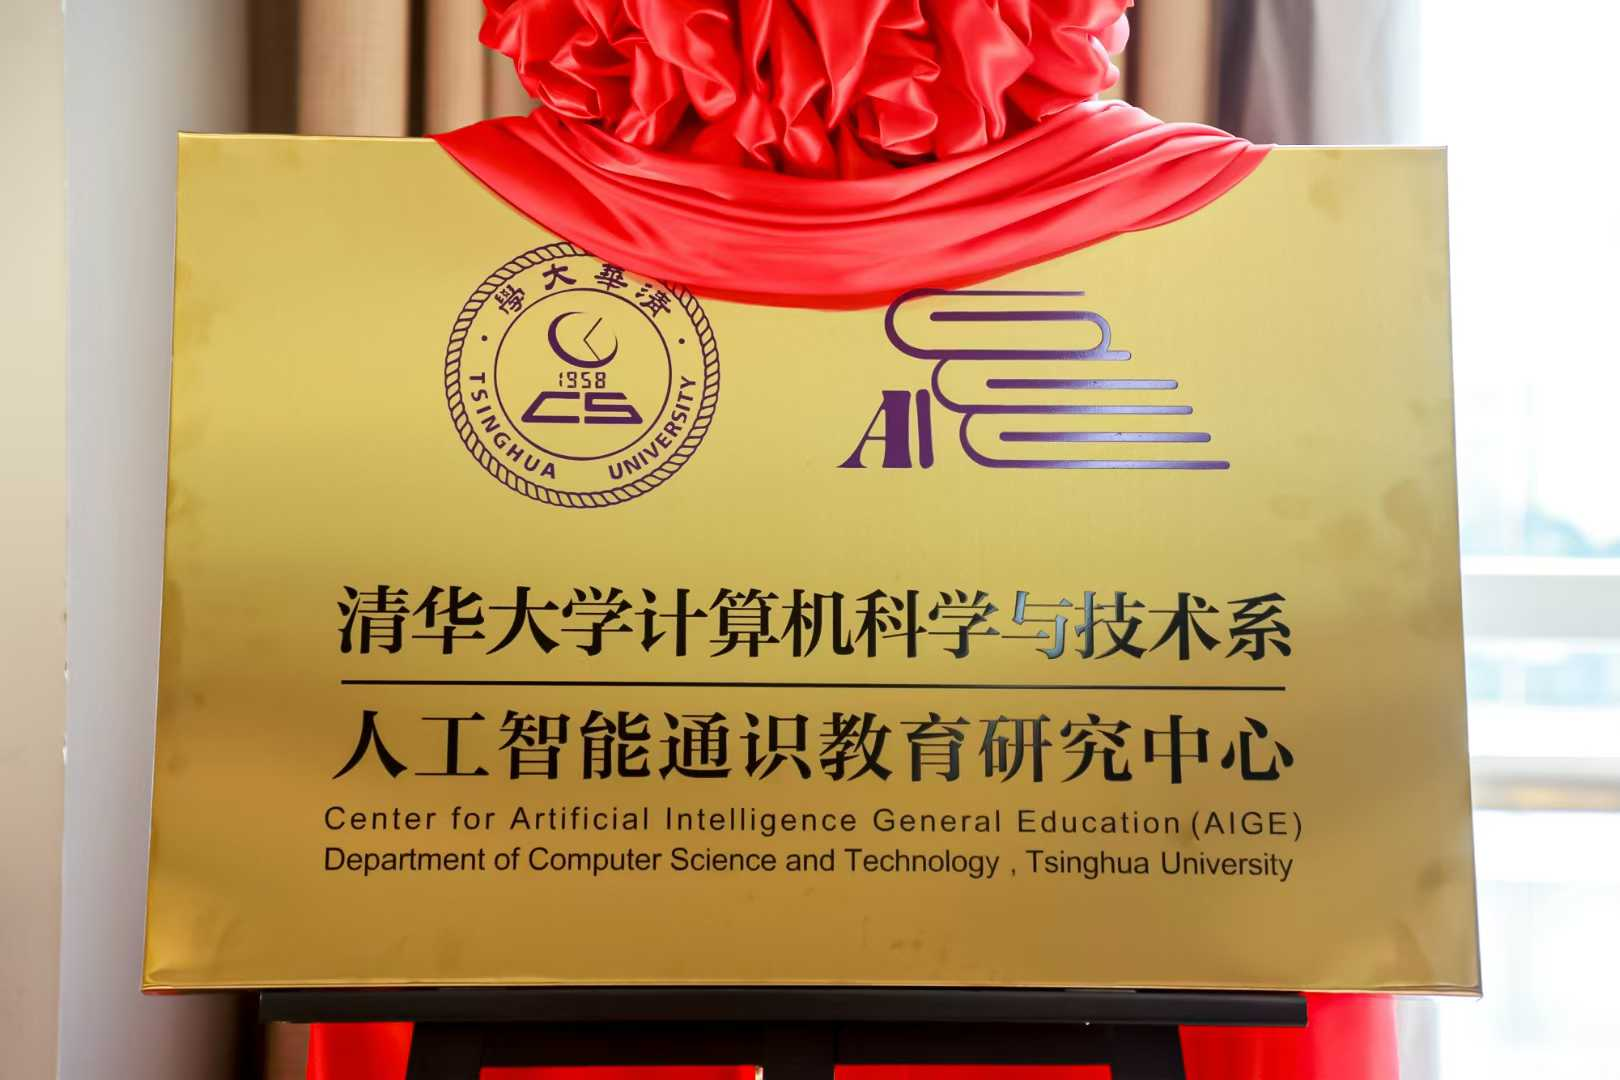 學大華清
1958
CS
TSINGHUA UNIVERSITY
AI
清华大学计算机科学与技术系
人工智能通识教育研究中心
Center for Artificial Intelligence General Education (AIGE)
Department of Computer Science and Technology , Tsinghua University